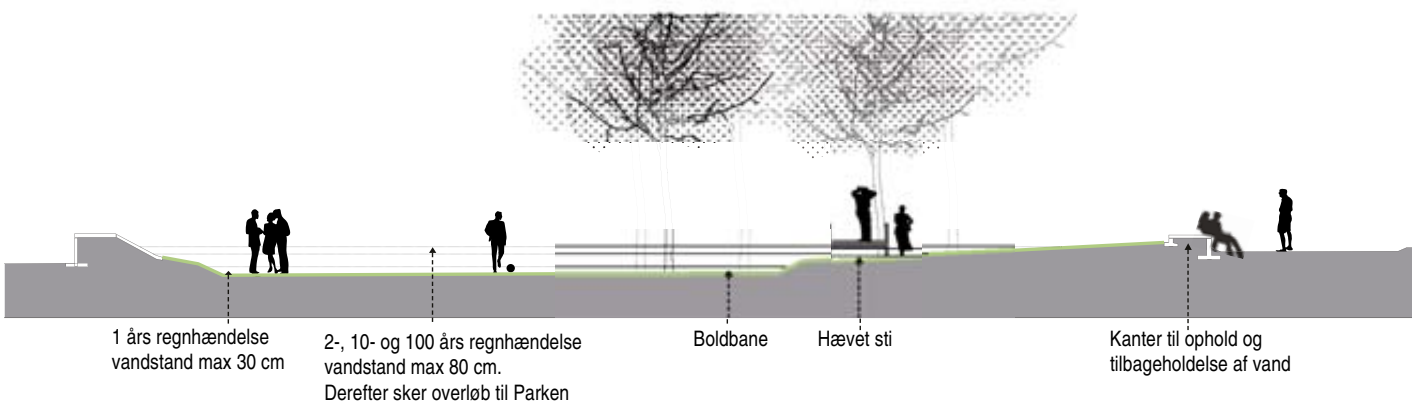 1 års regnhændelse
vandstand max 30 cm
2-, 10- og 100 års regnhændelse
vandstand max 80 cm.
Derefter sker overløb til Parken
Boldbane
Hævet sti
Kanter til ophold og
tilbageholdelse af vand